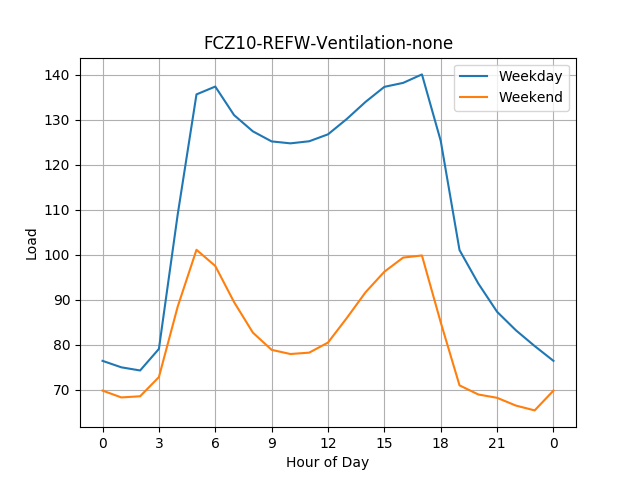 FCZ10-REFW-Ventilation-none
Weekday
Weekend
140
130
120
110
100
90
80
70
Load
0 3 6 9 12 15 18 21 0
Hour of Day